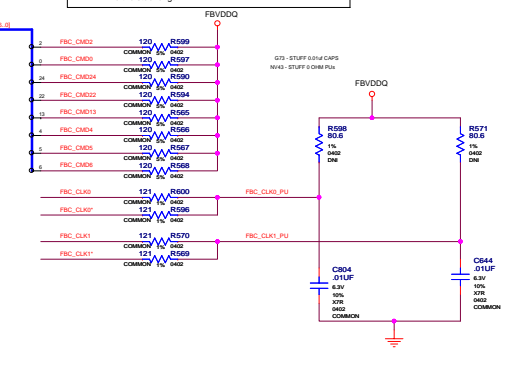 FBVDDQ
2 FBC_CMD2 120 R599
COMMON 5% 0402
0 FBC_CMD0 120 R597
COMMON 5% 0402
24 FBC_CMD24 120 R590
COMMON 5% 0402
22 FBC_CMD22 120 R594
COMMON 5% 0402
13 FBC_CMD13 120 R565
COMMON 5% 0402
4 FBC_CMD4 120 R566
COMMON 5% 0402
5 FBC_CMD5 120 R567
COMMON 5% 0402
6 FBC_CMD6 120 R568
COMMON 5% 0402
G73 - STUFF 0.01uf CAPS
NV43 - STUFF 0 OHM PUs
FBVDDQ
R598
80.6
1%
0402
DNI
R571
80.6
1%
0402
DNI
FBC_CLK0 121 R600 FBC_CLK0_PU
COMMON 1% 0402
FBC_CLK0* 121 R596
COMMON 1% 0402
FBC_CLK1 121 R570 FBC_CLK1_PU
COMMON 1% 0402
FBC_CLK1* 121 R569
COMMON 1% 0402
C804
.01UF
6.3V
10%
X7R
0402
COMMON
C644
.01UF
6.3V
10%
X7R
0402
COMMON